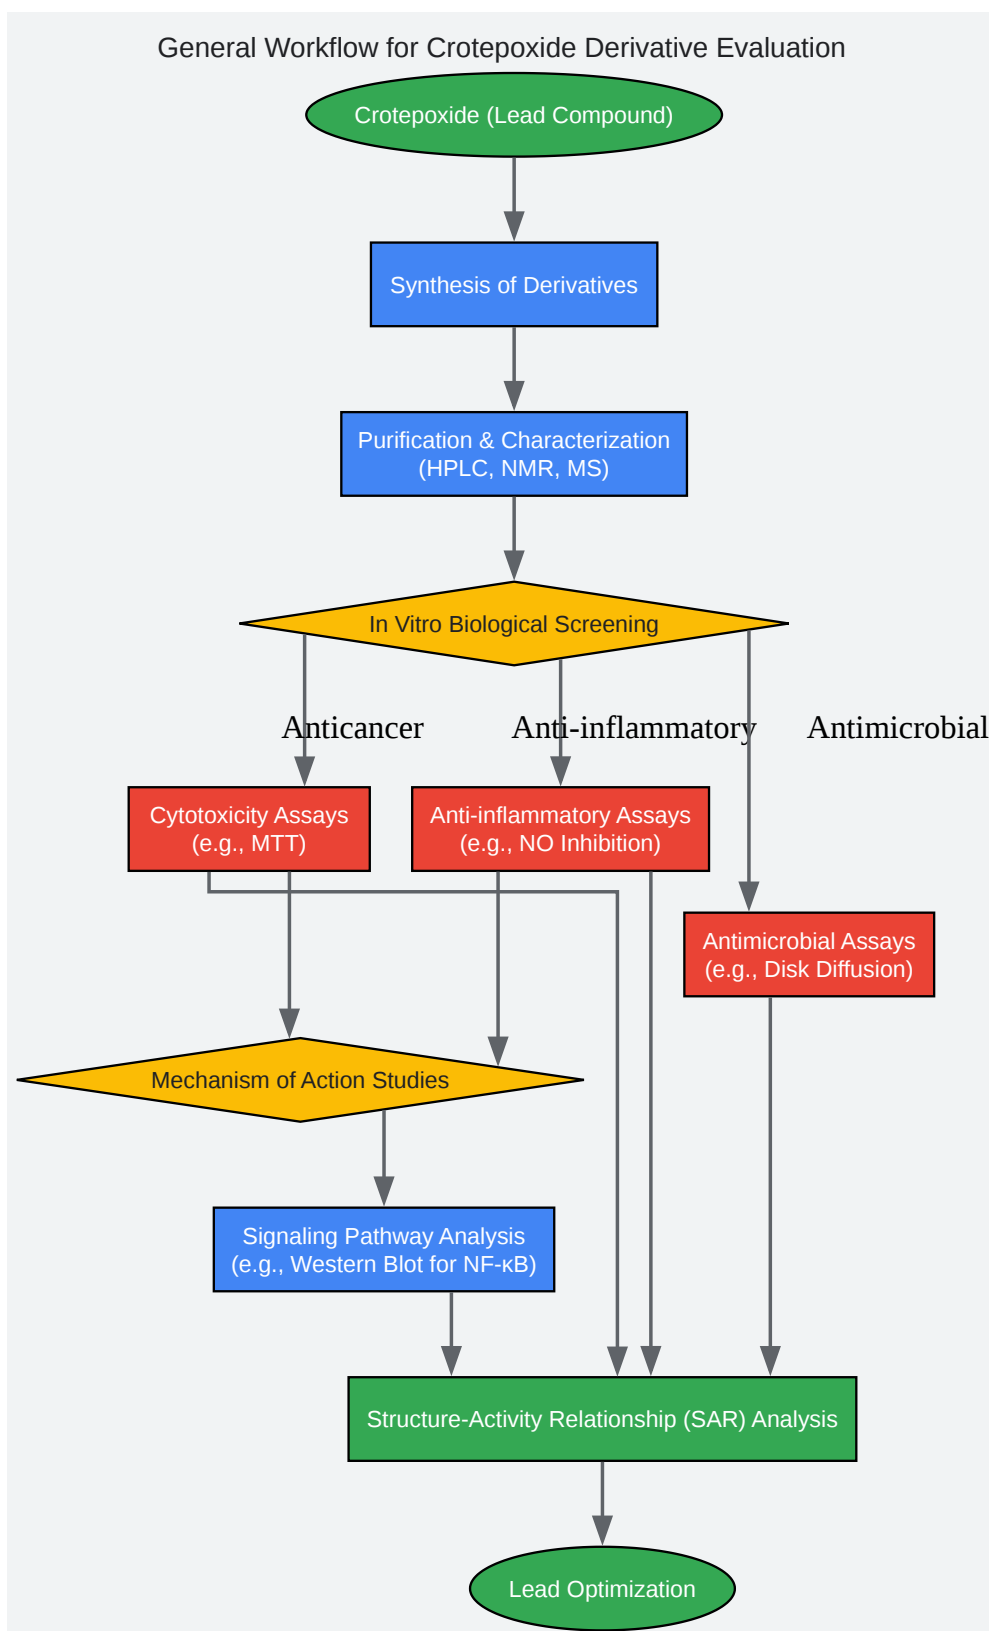 General Workflow for Crotepoxide Derivative Evaluation
Crotepoxide (Lead Compound)
Synthesis of Derivatives
Purification & Characterization
(HPLC, NMR, MS)
In Vitro Biological Screening
Anticancer
Anti-inflammatory
Antimicrobial
Cytotoxicity Assays
(e.g., MTT)
Anti-inflammatory Assays
(e.g., NO Inhibition)
Antimicrobial Assays
(e.g., Disk Diffusion)
Mechanism of Action Studies
Signaling Pathway Analysis
(e.g., Western Blot for NF-κB)
Structure-Activity Relationship (SAR) Analysis
Lead Optimization